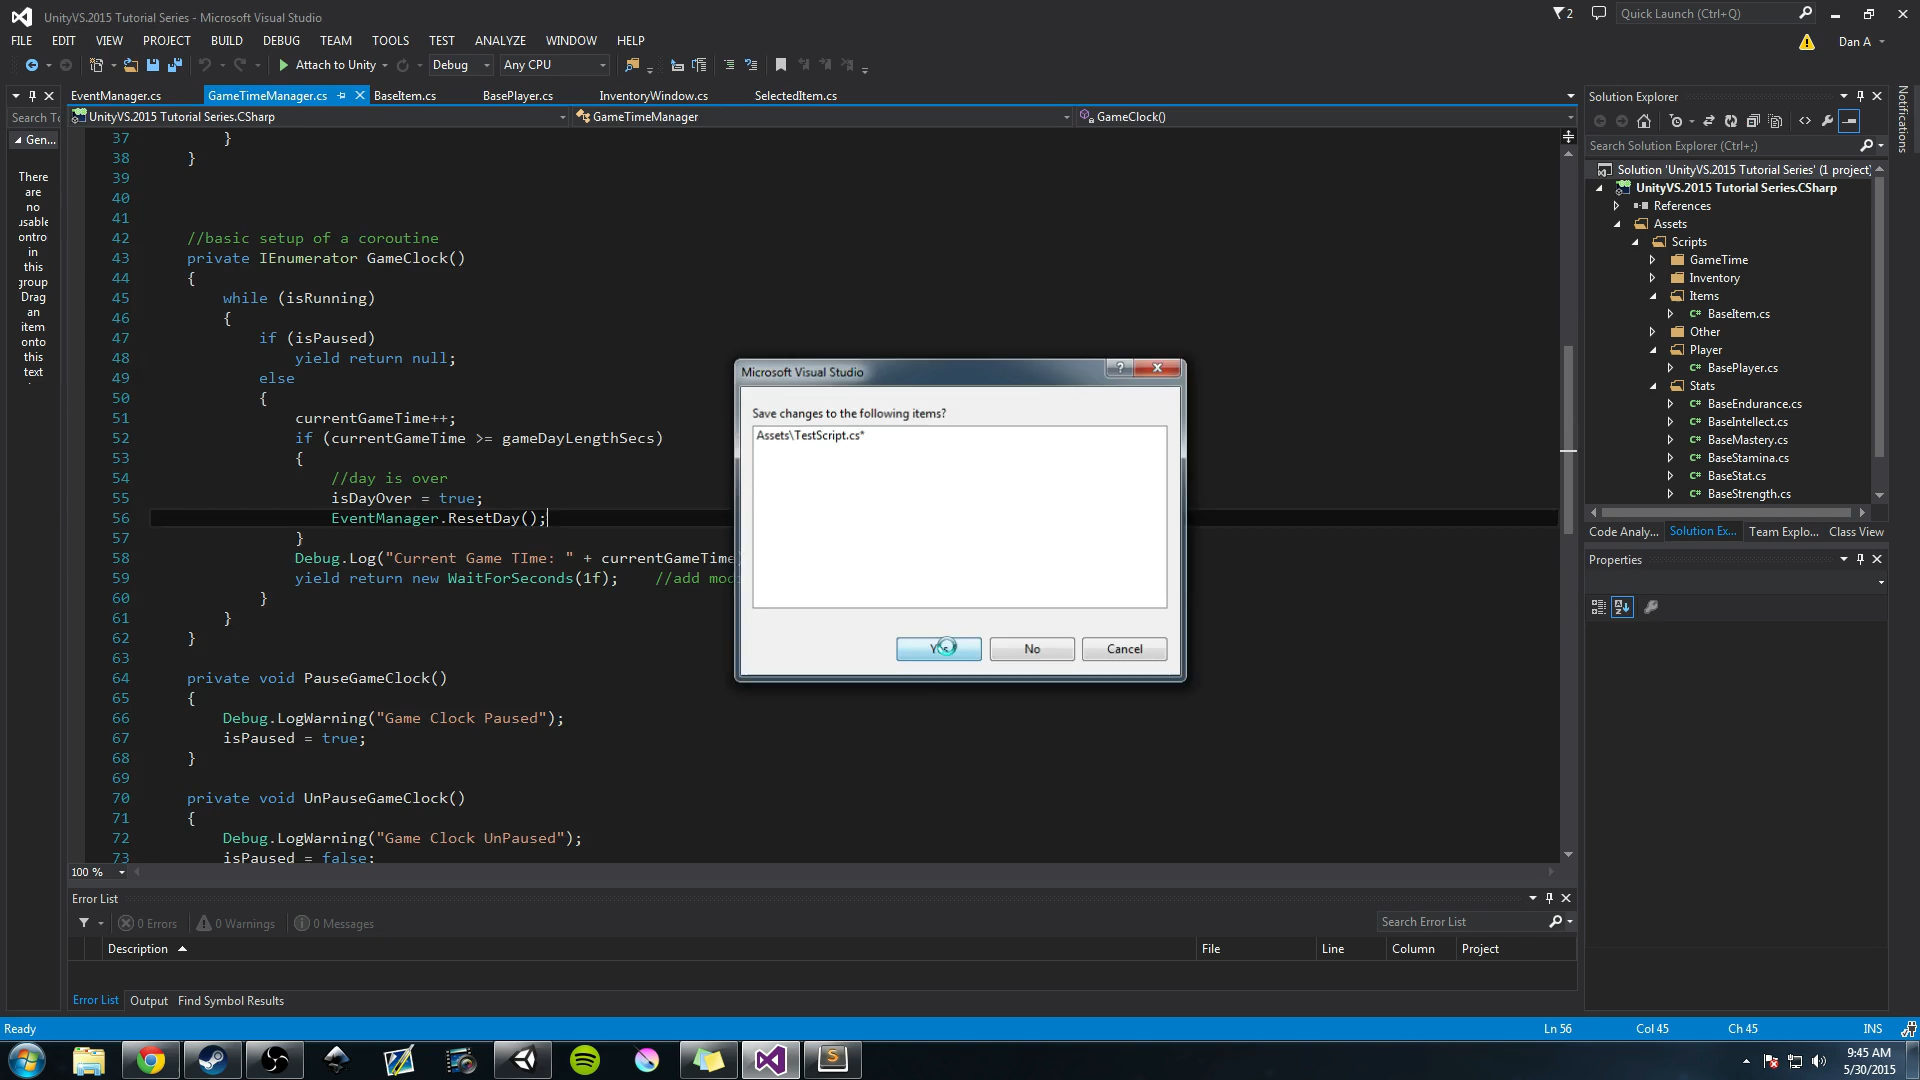 UnityVS.2015 Tutorial Series - Microsoft Visual Studio
2
Quick Launch (Ctrl+Q)
FILE EDIT VIEW PROJECT BUILD DEBUG TEAM TOOLS TEST ANALYZE WINDOW HELP
Dan A
Attach to Unity
Debug
Any CPU
EventManager.cs
GameTimeManager.cs
BaseItem.cs
BasePlayer.cs
InventoryWindow.cs
SelectedItem.cs
UnityVS.2015 Tutorial Series.CSharp
GameTimeManager
GameClock()
Search To
Gen...
There
are
no
usable
ontro
in
this
group
Drag
an
item
onto
this
text
37 }
38 }
39
40
41
42 //basic setup of a coroutine
43 private IEnumerator GameClock()
44 {
45 while (isRunning)
46 {
47 if (isPaused)
48 yield return null;
49 else
50 {
51 currentGameTime++;
52 if (currentGameTime >= gameDayLengthSecs)
53 {
54 //day is over
55 isDayOver = true;
56 EventManager.ResetDay();
57 }
58 Debug.Log("Current Game TIme: " + currentGameTime
59 yield return new WaitForSeconds(1f); //add mod
60 }
61 }
62 }
63
64 private void PauseGameClock()
65 {
66 Debug.LogWarning("Game Clock Paused");
67 isPaused = true;
68 }
69
70 private void UnPauseGameClock()
71 {
72 Debug.LogWarning("Game Clock UnPaused");
73 isPaused = false;
100 %
Microsoft Visual Studio
Save changes to the following items?
Assets\TestScript.cs*
No
Cancel
Solution Explorer
Search Solution Explorer (Ctrl+;)
Solution 'UnityVS.2015 Tutorial Series' (1 project)
UnityVS.2015 Tutorial Series.CSharp
References
Assets
Scripts
GameTime
Inventory
Items
C# BaseItem.cs
Other
Player
C# BasePlayer.cs
Stats
C# BaseEndurance.cs
C# BaseIntellect.cs
C# BaseMastery.cs
C# BaseStamina.cs
C# BaseStat.cs
C# BaseStrength.cs
Code Analy...
Solution Ex...
Team Explo...
Class View
Properties
Notifications
Error List
0 Errors
0 Warnings
0 Messages
Search Error List
Description
File
Line
Column
Project
Error List
Output
Find Symbol Results
Ready
Ln 56
Col 45
Ch 45
INS
9:45 AM
5/30/2015